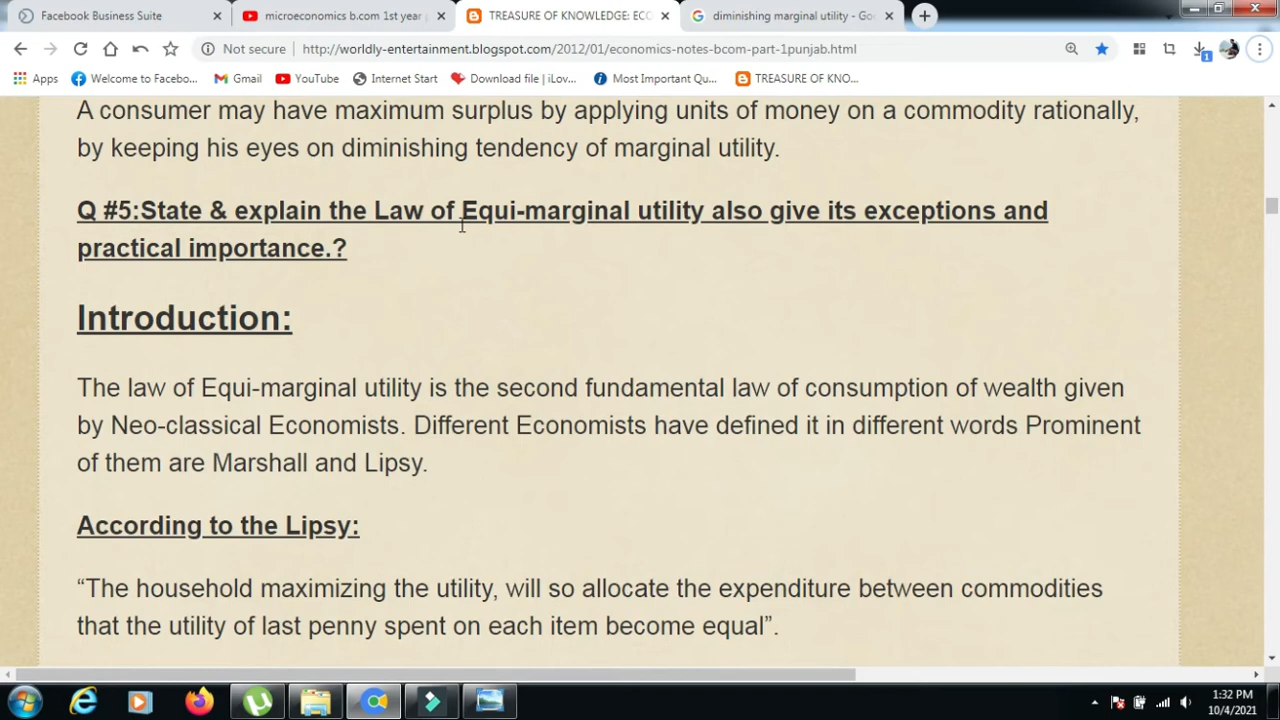 Facebook Business Suite
microeconomics b.com 1st year
TREASURE OF KNOWLEDGE: EC
diminishing marginal utility - Go
Not secure | http://worldly-entertainment.blogspot.com/2012/01/economics-notes-bcom-part-1punjab.html
1
Apps
Welcome to Facebo...
Gmail
YouTube
Internet Start
Download file | iLov...
Most Important Qu...
TREASURE OF KNO...
A consumer may have maximum surplus by applying units of money on a commodity rationally,
by keeping his eyes on diminishing tendency of marginal utility.
Q #5:State & explain the Law of Equi-marginal utility also give its exceptions and
practical importance.?
Introduction:
The law of Equi-marginal utility is the second fundamental law of consumption of wealth given
by Neo-classical Economists. Different Economists have defined it in different words Prominent
of them are Marshall and Lipsy.
According to the Lipsy:
“The household maximizing the utility, will so allocate the expenditure between commodities
that the utility of last penny spent on each item become equal”.
1:32 PM
10/4/2021